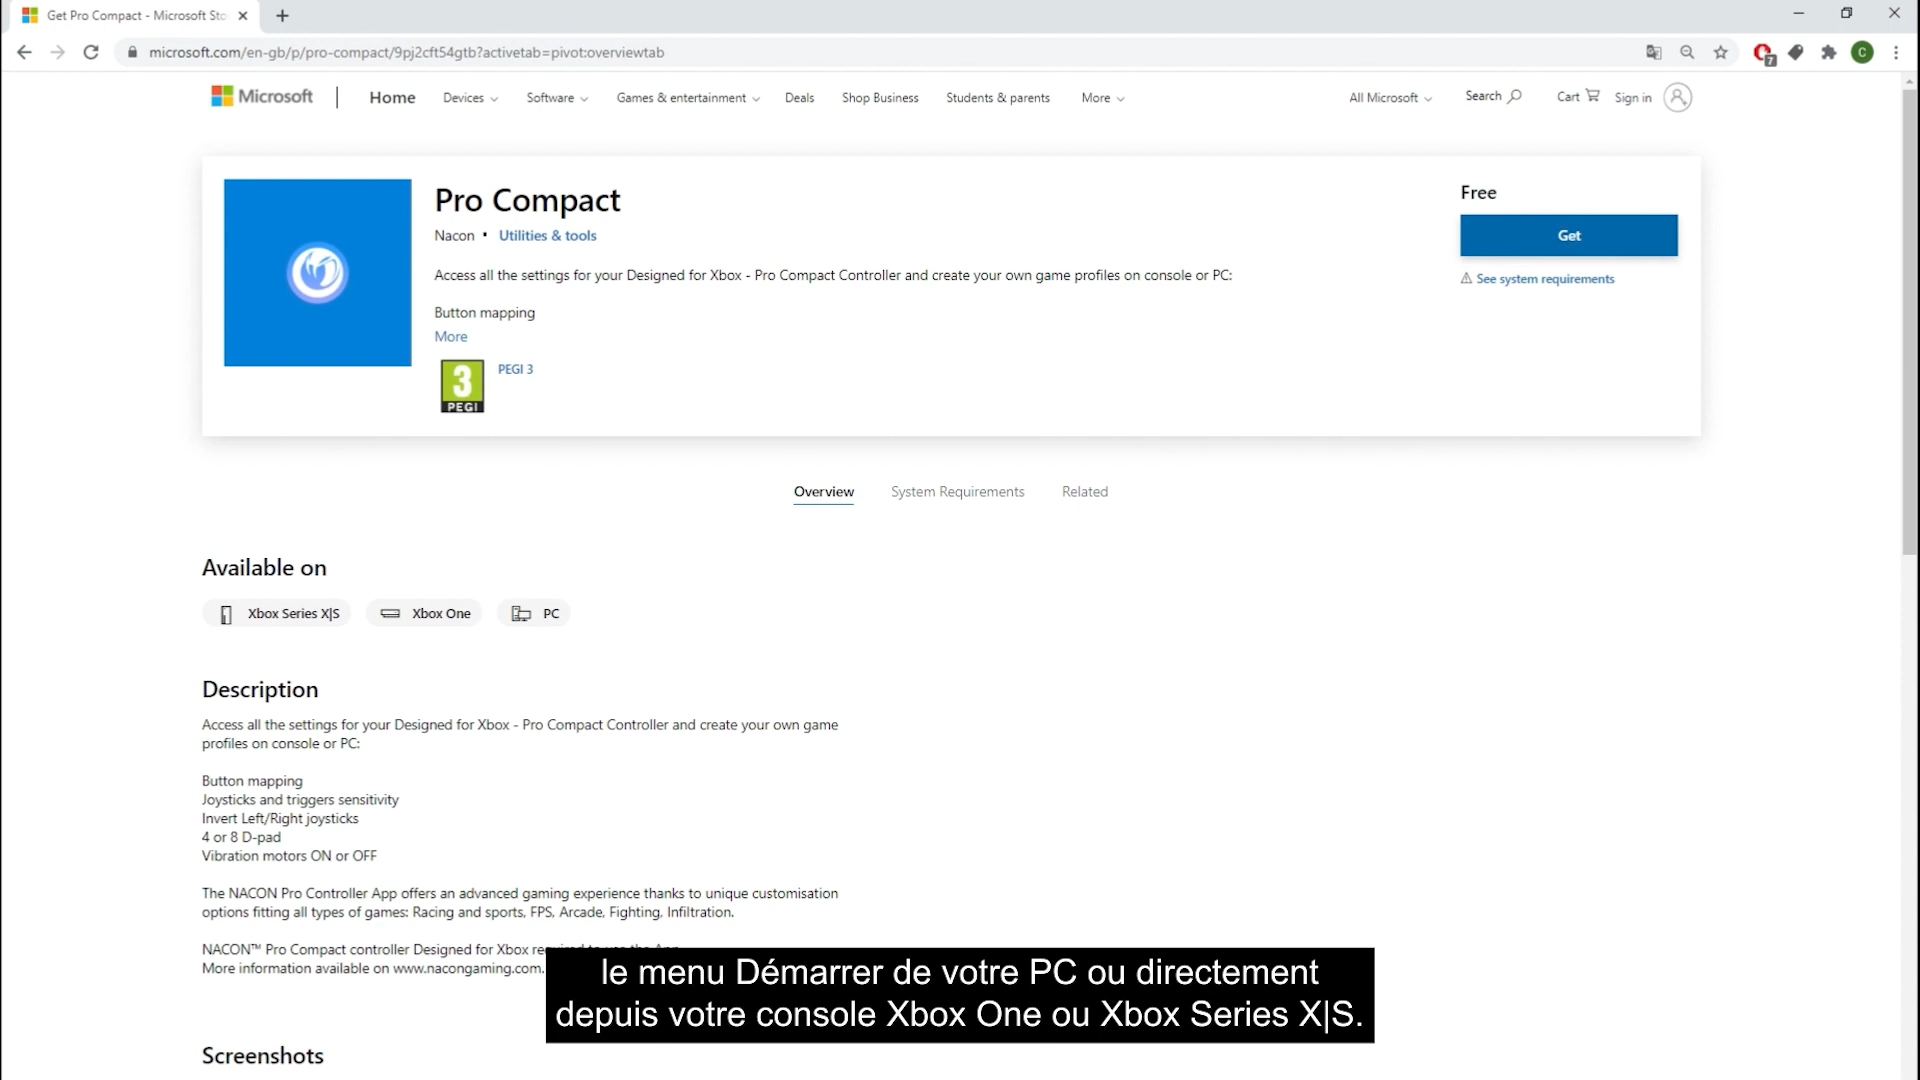 Get Pro Compact - Microsoft Sto
microsoft.com/en-gb/p/pro-compact/9pj2cft54gtb?activetab=pivot:overviewtab
7
C
Microsoft
Home
Devices
Software
Games & entertainment
Deals
Shop Business
Students & parents
More
All Microsoft
Search
Cart
Sign in
Pro Compact
Nacon • Utilities & tools
Access all the settings for your Designed for Xbox - Pro Compact Controller and create your own game profiles on console or PC:
Button mapping
More
3
PEGI
PEGI 3
Free
Get
See system requirements
Overview
System Requirements
Related
Available on
Xbox Series X|S
Xbox One
PC
Description
Access all the settings for your Designed for Xbox - Pro Compact Controller and create your own game
profiles on console or PC:
Button mapping
Joysticks and triggers sensitivity
Invert Left/Right joysticks
4 or 8 D-pad
Vibration motors ON or OFF
The NACON Pro Controller App offers an advanced gaming experience thanks to unique customisation
options fitting all types of games: Racing and sports, FPS, Arcade, Fighting, Infiltration.
NACON™ Pro Compact controller Designed for Xbox
More information available on www.nacongaming.com.
le menu Démarrer de votre PC ou directement
depuis votre console Xbox One ou Xbox Series X|S.
Screenshots